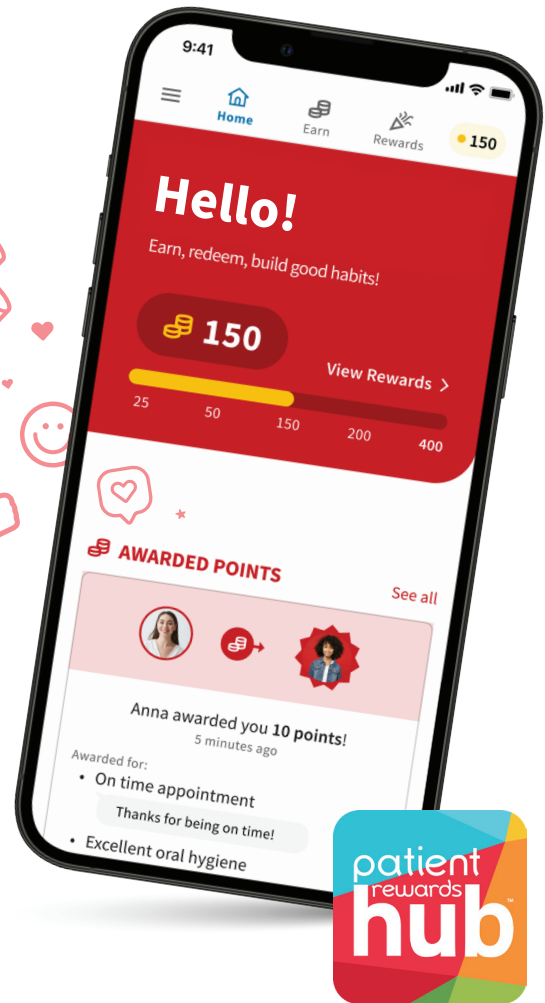 9:41
Home
Earn
Rewards
150
Hello!
Earn, redeem, build good habits!
150
View Rewards
25 50 150 200 400
AWARDED POINTS
See all
Anna awarded you 10 points!
5 minutes ago
Awarded for:
• On time appointment
Thanks for being on time!
• Excellent oral hygiene
patient
rewards
hub™